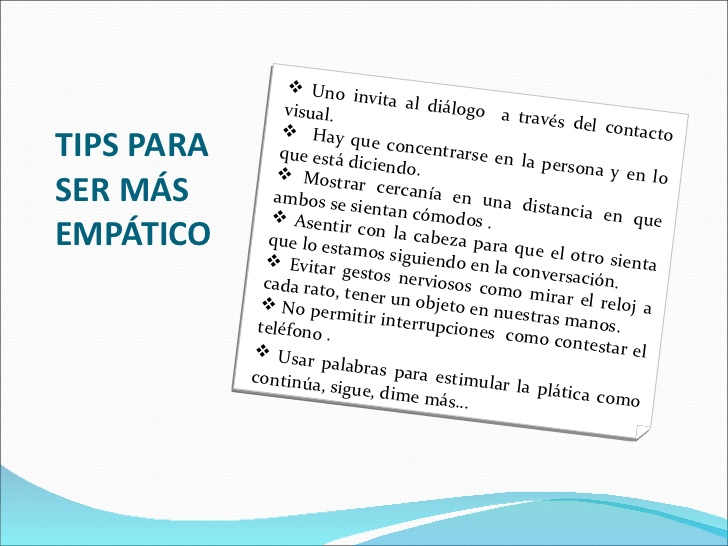 TIPS PARA
SER MÁS
EMPÁTICO
❖ Uno invita al diálogo a través del contacto
visual.
❖ Hay que concentrarse en la persona y en lo
que está diciendo.
❖ Mostrar cercanía en una distancia en que
ambos se sientan cómodos .
❖ Asentir con la cabeza para que el otro sienta
que lo estamos siguiendo en la conversación.
❖ Evitar gestos nerviosos como mirar el reloj a
cada rato, tener un objeto en nuestras manos.
❖ No permitir interrupciones como contestar el
teléfono .
❖ Usar palabras para estimular la plática como
continúa, sigue, dime más...